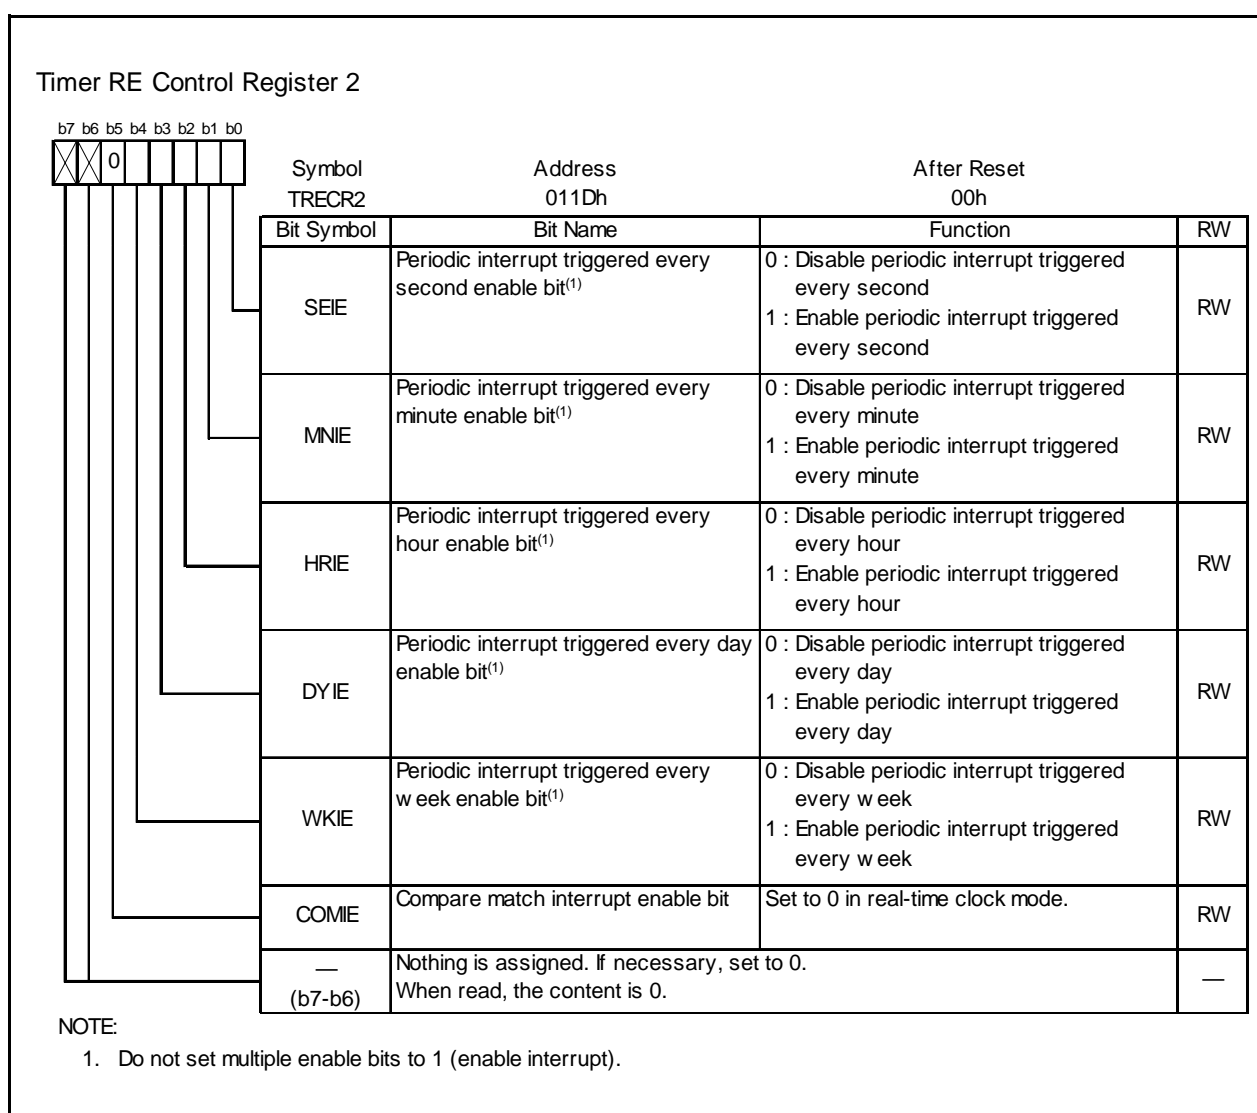 Timer RE Control Register 2
b7 b6 b5 b4 b3 b2 b1 b0
0
Symbol Address After Reset
TRECR2 011Dh 00h
Bit Symbol Bit Name Function RW
SEIE
Periodic interrupt triggered every
second enable bit(1)
0 : Disable periodic interrupt triggered
every second
1 : Enable periodic interrupt triggered
every second
RW
MNIE
Periodic interrupt triggered every
minute enable bit(1)
0 : Disable periodic interrupt triggered
every minute
1 : Enable periodic interrupt triggered
every minute
RW
HRIE
Periodic interrupt triggered every
hour enable bit(1)
0 : Disable periodic interrupt triggered
every hour
1 : Enable periodic interrupt triggered
every hour
RW
DYIE
Periodic interrupt triggered every day
enable bit(1)
0 : Disable periodic interrupt triggered
every day
1 : Enable periodic interrupt triggered
every day
RW
WKIE
Periodic interrupt triggered every
week enable bit(1)
0 : Disable periodic interrupt triggered
every week
1 : Enable periodic interrupt triggered
every week
RW
COMIE
Compare match interrupt enable bit
Set to 0 in real-time clock mode.
RW
—
(b7-b6)
Nothing is assigned. If necessary, set to 0.
When read, the content is 0.
—
NOTE:
1. Do not set multiple enable bits to 1 (enable interrupt).